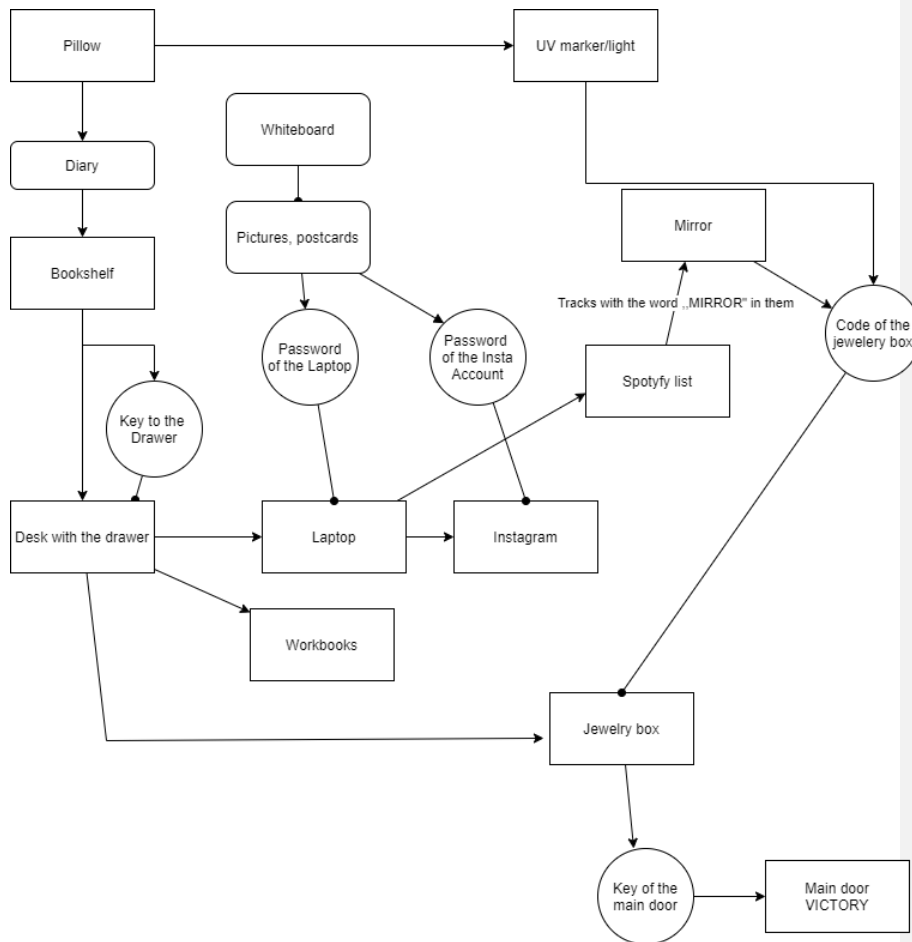 Pillow
UV marker/light
Whiteboard
Diary
Pictures, postcards
Mirror
Bookshelf
Tracks with the word ,,MIRROR" in them
Code of the
jewelery box
Password
of the Laptop
Password
of the Insta
Account
Spotyfy list
Key to the
Drawer
Desk with the drawer
Laptop
Instagram
Workbooks
Jewelry box
Key of the
main door
Main door
VICTORY